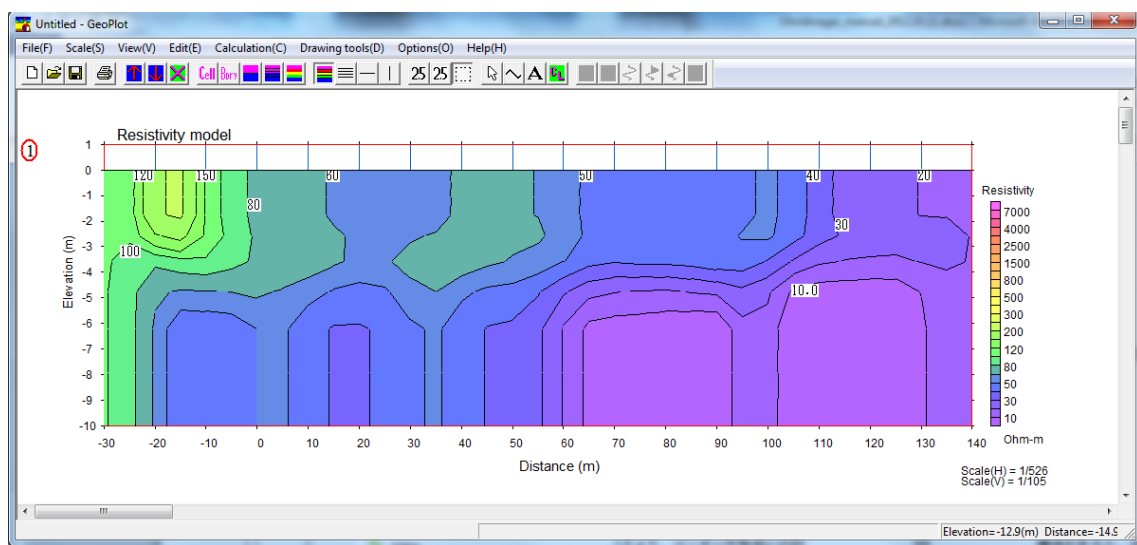 Untitled - GeoPlot
File(F) Scale(S) View(V) Edit(E) Calculation(C) Drawing tools(D) Options(O) Help(H)
Cell Bory 25 25 A
1
Resistivity model
Elevation (m)
1
0
-1
-2
-3
-4
-5
-6
-7
-8
-9
-10
120 150 60 50 40 20
80
30
100
10.0
-30 -20 -10 0 10 20 30 40 50 60 70 80 90 100 110 120 130 140
Distance (m)
Resistivity
7000
4000
2500
1500
800
500
300
200
120
80
50
30
10
Ohm-m
Scale(H) = 1/526
Scale(V) = 1/105
Elevation=-12.9(m) Distance=-14.9